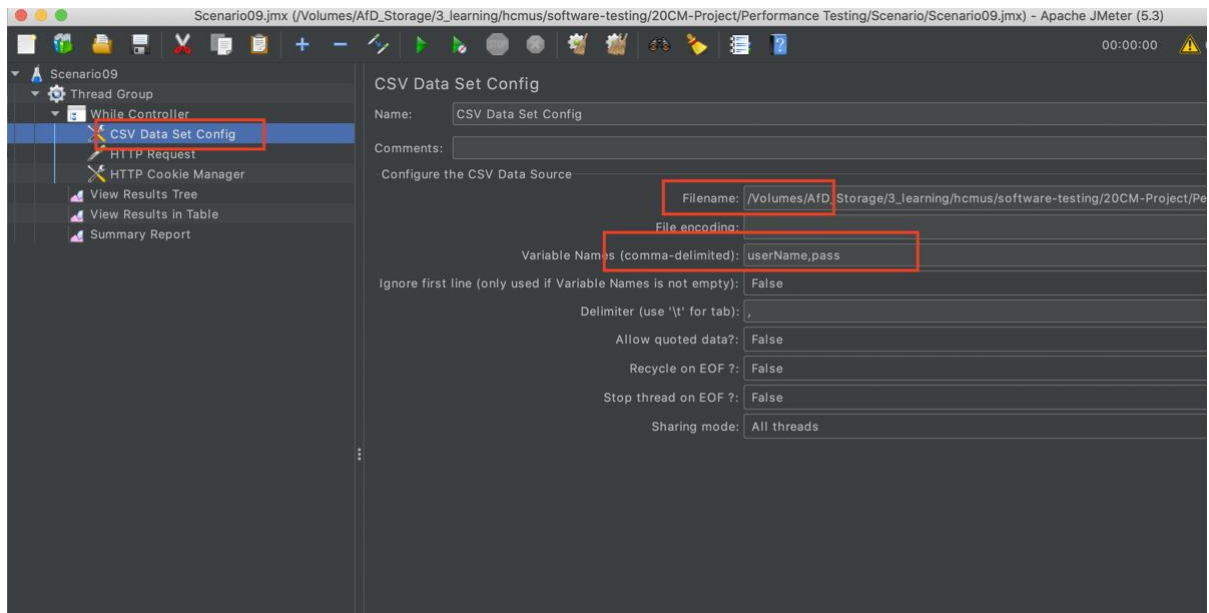 Scenario09.jmx (/Volumes/AfD_Storage/3_learning/hcmus/software-testing/20CM-Project/Performance Testing/Scenario/Scenario09.jmx) - Apache JMeter (5.3)
00:00:00
Scenario09
Thread Group
While Controller
CSV Data Set Config
HTTP Request
HTTP Cookie Manager
View Results Tree
View Results in Table
Summary Report
CSV Data Set Config
Name: CSV Data Set Config
Comments:
Configure the CSV Data Source
Filename: /Volumes/AfD_Storage/3_learning/hcmus/software-testing/20CM-Project/Pe
File encoding:
Variable Names (comma-delimited): userName,pass
Ignore first line (only used if Variable Names is not empty): False
Delimiter (use '\t' for tab): ,
Allow quoted data?: False
Recycle on EOF ?: False
Stop thread on EOF ?: False
Sharing mode: All threads